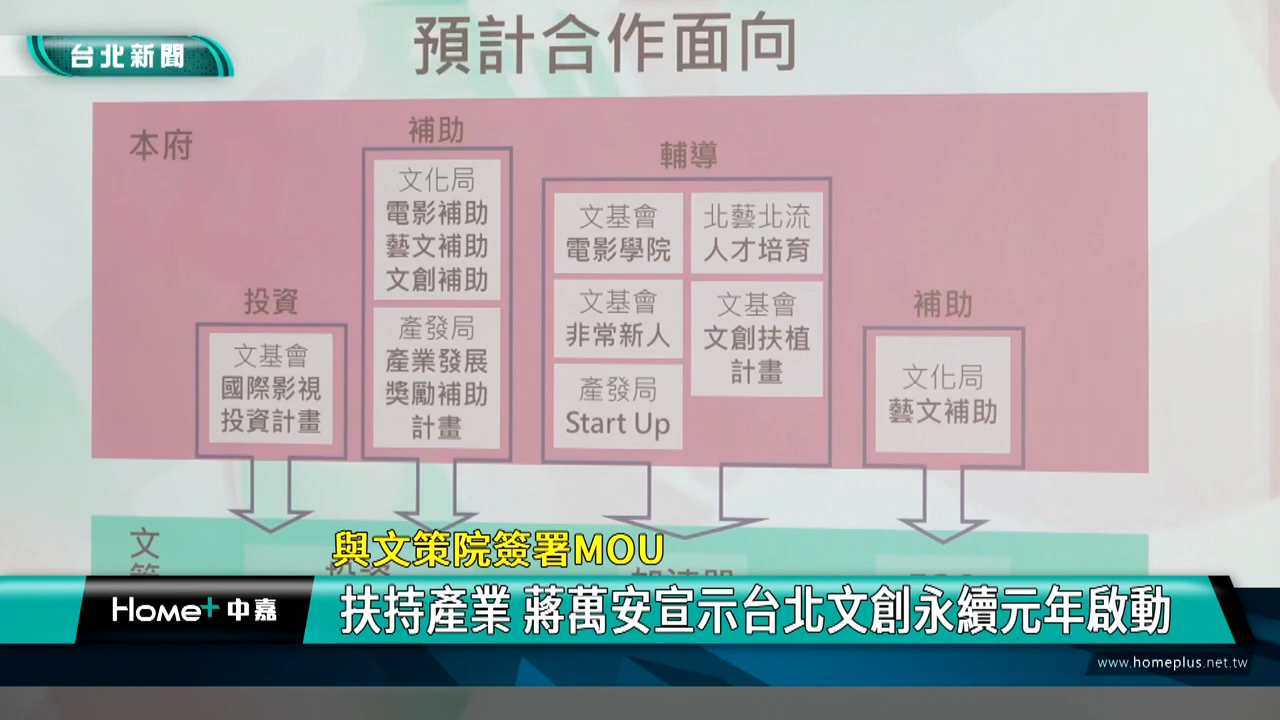 台北新聞
預計合作面向
本府
投資
文基會
國際影視
投資計畫
補助
文化局
電影補助
藝文補助
文創補助
產發局
產業發展
獎勵補助
計畫
輔導
文基會
電影學院
北藝北流
人才培育
文基會
非常新人
文基會
文創扶植
計畫
產發局
Start Up
補助
文化局
藝文補助
文
與文策院簽署MOU
Home+中嘉
扶持產業 蔣萬安宣示台北文創永續元年啟動
www.homeplus.net.tw